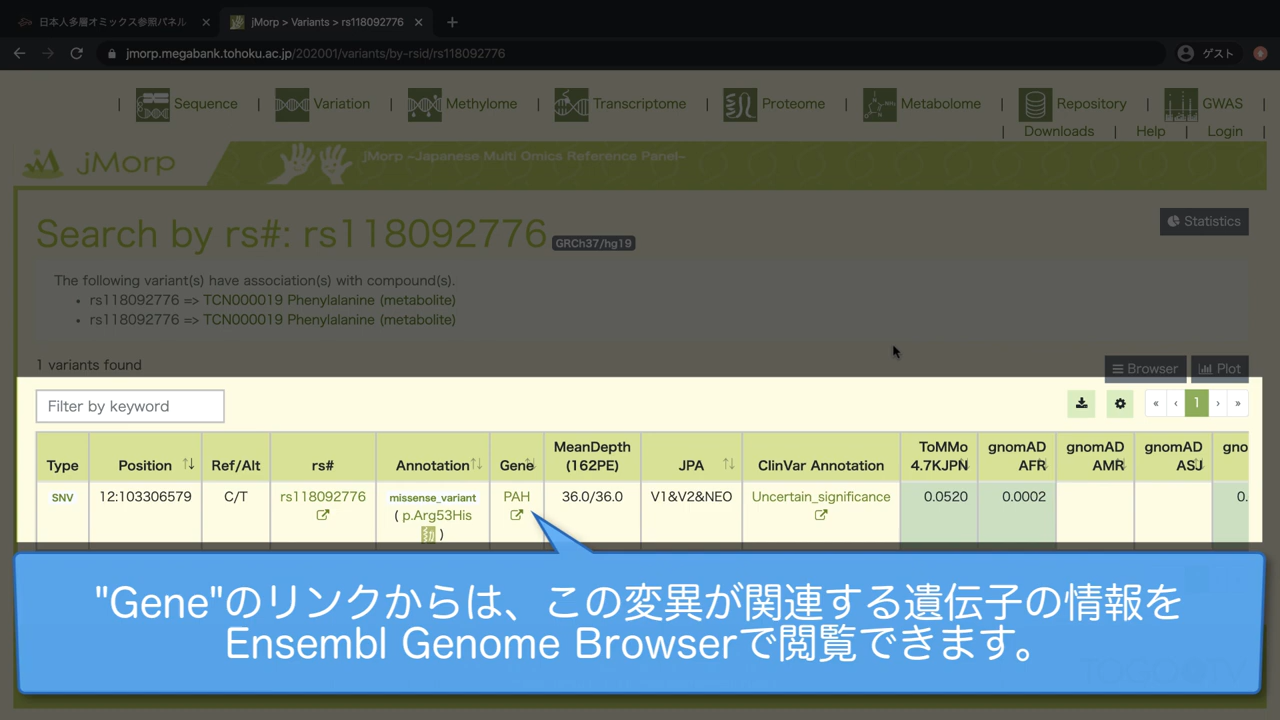 日本人多層オミックス参照パネル
jMorp > Variants > rs118092776
jmorp.megabank.tohoku.ac.jp/202001/variants/by-rsid/rs118092776
ゲスト
| Sequence | Variation | Methylome | Transcriptome | Proteome | Metabolome | Repository | GWAS |
| Downloads | Help | Login |
jMorp
jMorp ~Japanese Multi Omics Reference Panel~
Search by rs#: rs118092776 GRCh37/hg19
Statistics
The following variant(s) have association(s) with compound(s).
• rs118092776 => TCN000019 Phenylalanine (metabolite)
• rs118092776 => TCN000019 Phenylalanine (metabolite)
1 variants found
Browser Plot
Filter by keyword
« ‹ 1 › »
Type Position Ref/Alt rs# Annotation Gene MeanDepth (162PE) JPA ClinVar Annotation ToMMo 4.7KJPN gnomAD AFR gnomAD AMR gnomAD ASJ gno
SNV 12:103306579 C/T rs118092776 missense_variant PAH 36.0/36.0 V1&V2&NEO Uncertain_significance 0.0520 0.0002 0.
( p.Arg53His
)
"Gene"のリンクからは、この変異が関連する遺伝子の情報を
Ensembl Genome Browserで閲覧できます。
TOGOTV